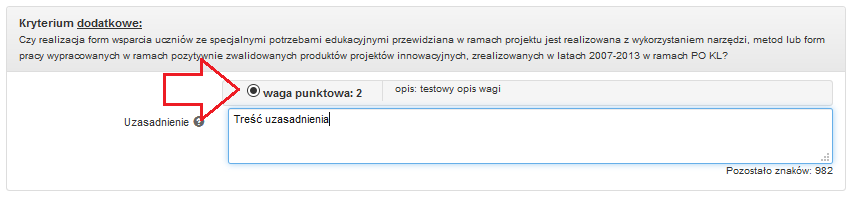 Kryterium dodatkowe:
Czy realizacja form wsparcia uczniów ze specjalnymi potrzebami edukacyjnymi przewidziana w ramach projektu jest realizowana z wykorzystaniem narzędzi, metod lub form
pracy wypracowanych w ramach pozytywnie zwalidowanych produktów projektów innowacyjnych, zrealizowanych w latach 2007-2013 w ramach PO KL?
waga punktowa: 2 opis: testowy opis wagi
Uzasadnienie ?
Treść uzasadnienia
Pozostało znaków: 982